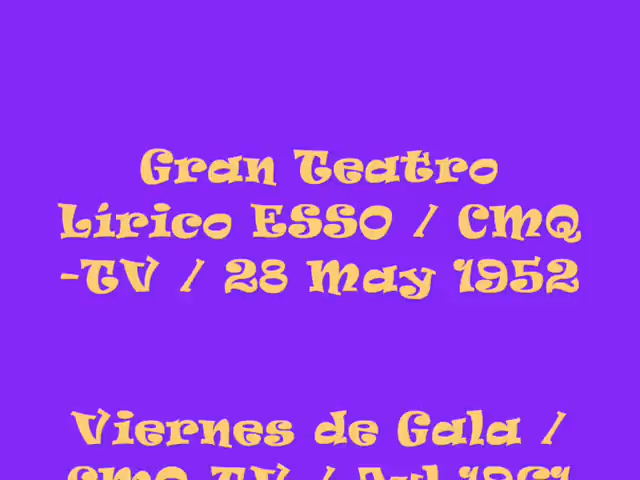 Gran Teatro
Lírico ESSO / CMQ
-TV / 28 May 1952
Viernes de Gala /